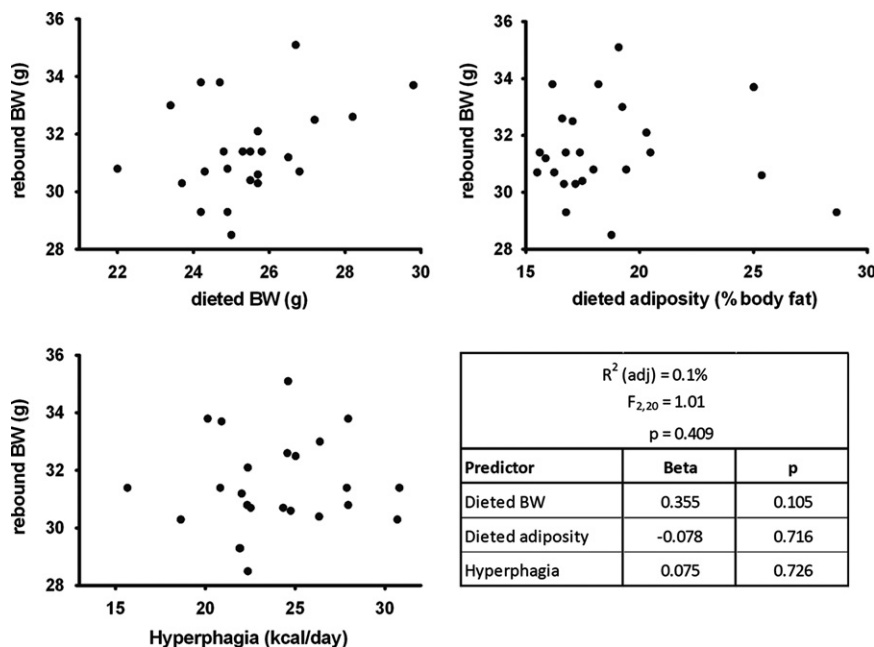 rebound BW (g)
36
34
32
30
28
22 24 26 28 30
dieted BW (g)
rebound BW (g)
36
34
32
30
28
15 20 25 30
dieted adiposity (% body fat)
rebound BW (g)
36
34
32
30
28
15 20 25 30
Hyperphagia (kcal/day)
R2 (adj) = 0.1%
F2,20 = 1.01
p = 0.409
Predictor Beta p
Dieted BW 0.355 0.105
Dieted adiposity -0.078 0.716
Hyperphagia 0.075 0.726